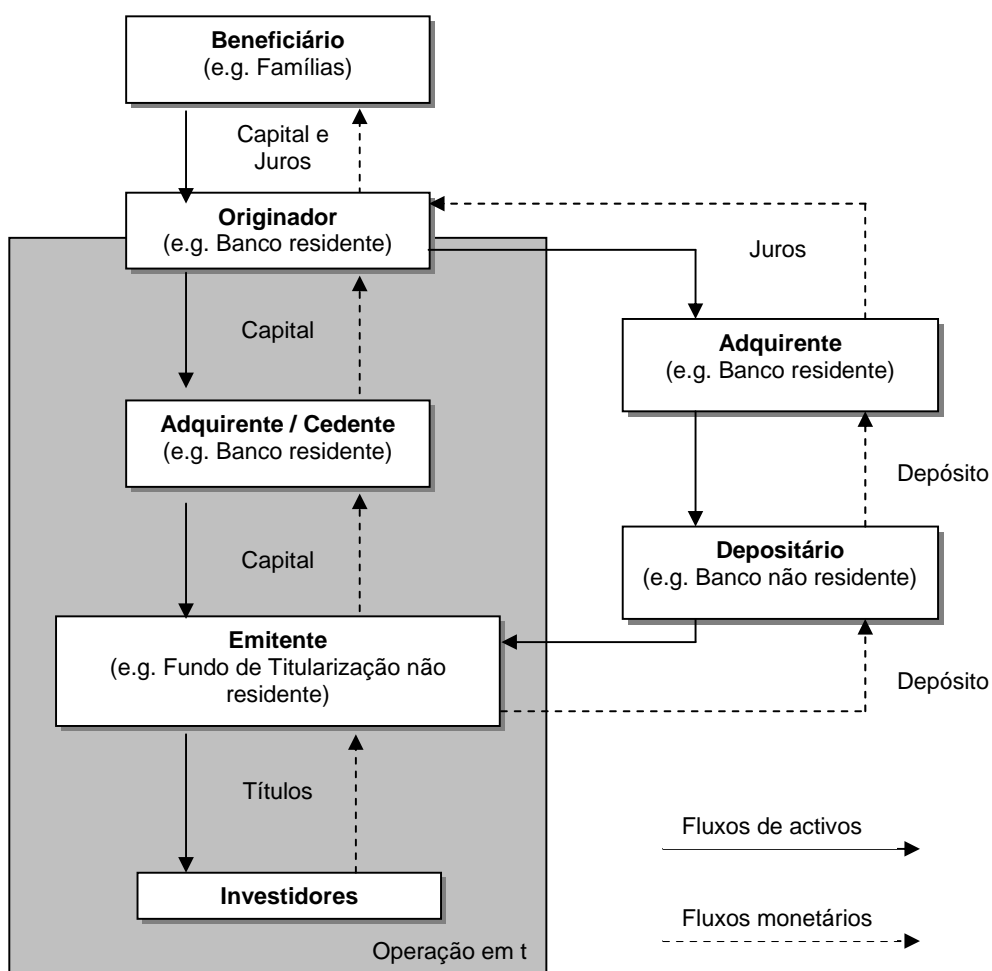 Beneficiário
(e.g. Famílias)
Capital e
Juros
Originador
(e.g. Banco residente)
Juros
Capital
Adquirente
(e.g. Banco residente)
Adquirente / Cedente
(e.g. Banco residente)
Depósito
Capital
Depositário
(e.g. Banco não residente)
Emitente
(e.g. Fundo de Titularização não
residente)
Depósito
Títulos
Fluxos de activos
Investidores
Fluxos monetários
Operação em t